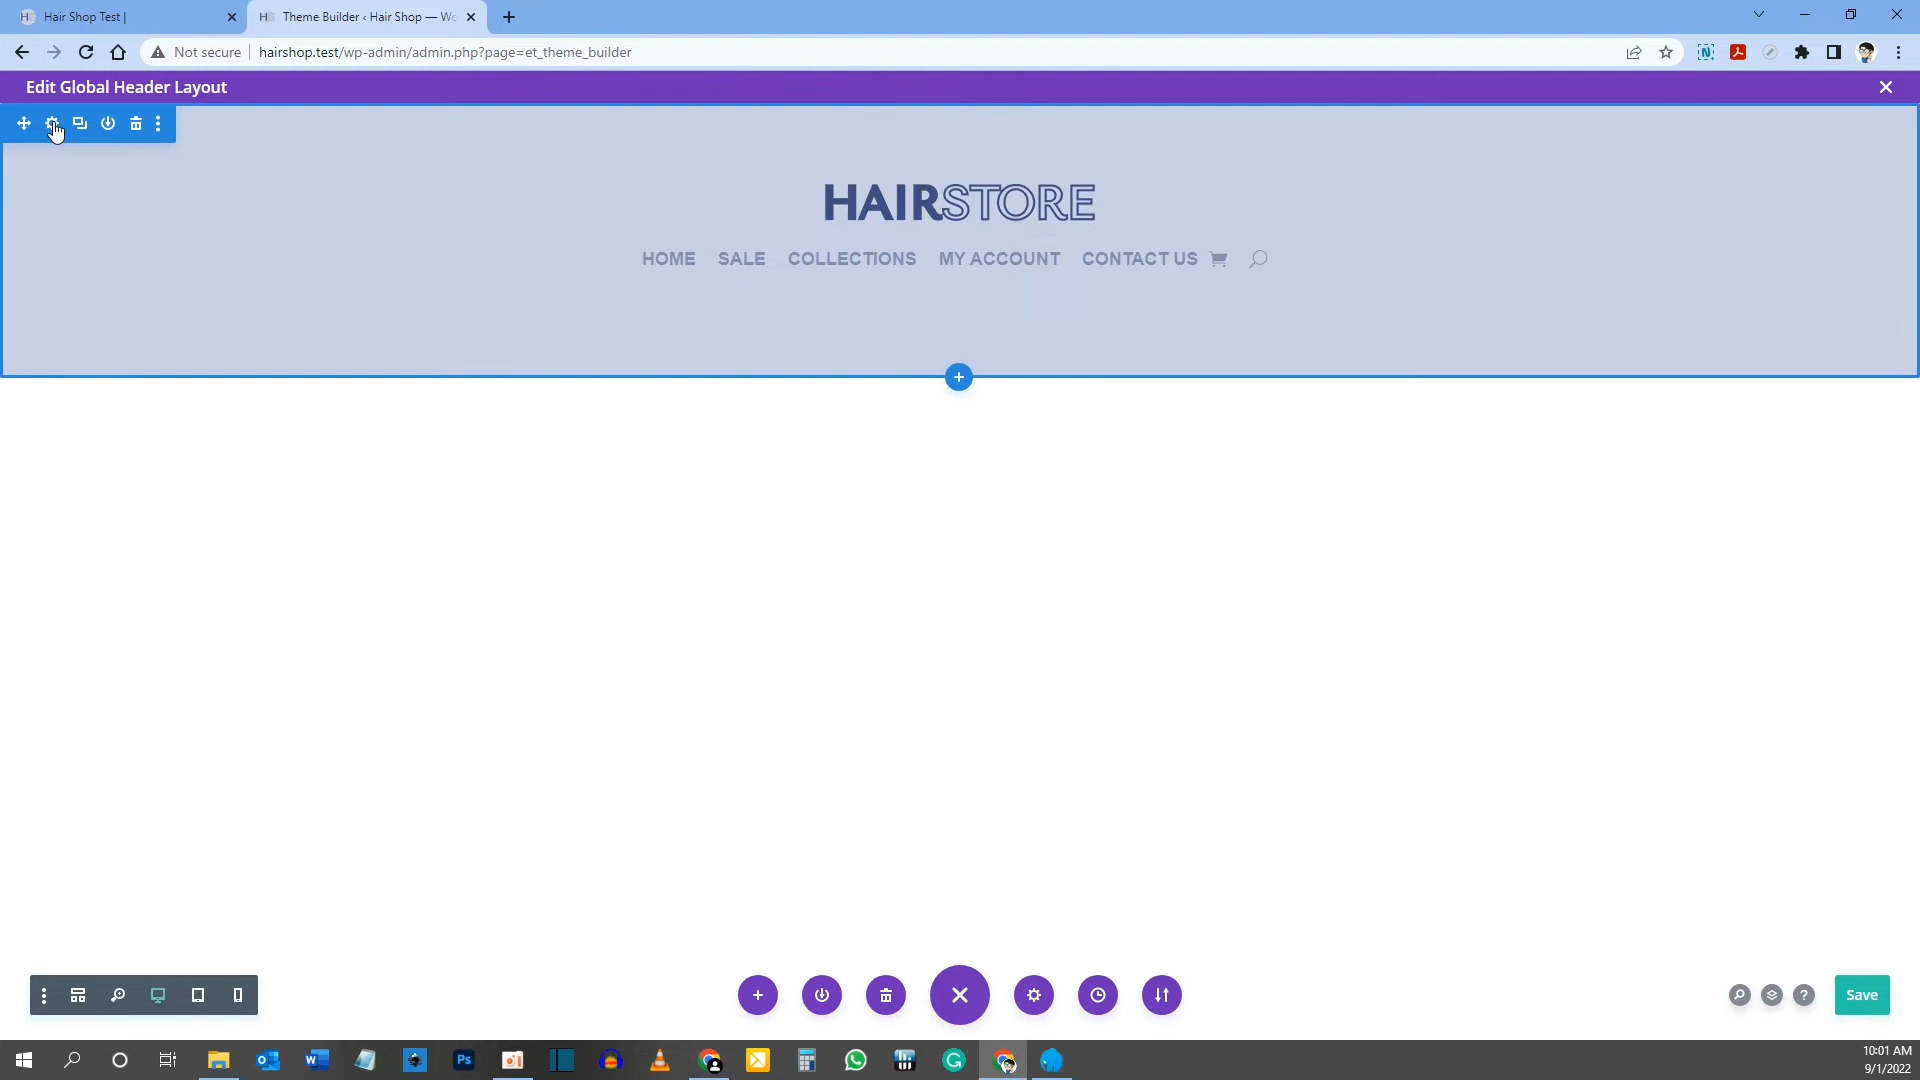 Hair Shop Test |
Theme Builder ‹ Hair Shop — Wo
Not secure
hairshop.test/wp-admin/admin.php?page=et_theme_builder
Edit Global Header Layout
HAIRSTORE
HOME SALE COLLECTIONS MY ACCOUNT CONTACT US
Save
10:01 AM
9/1/2022